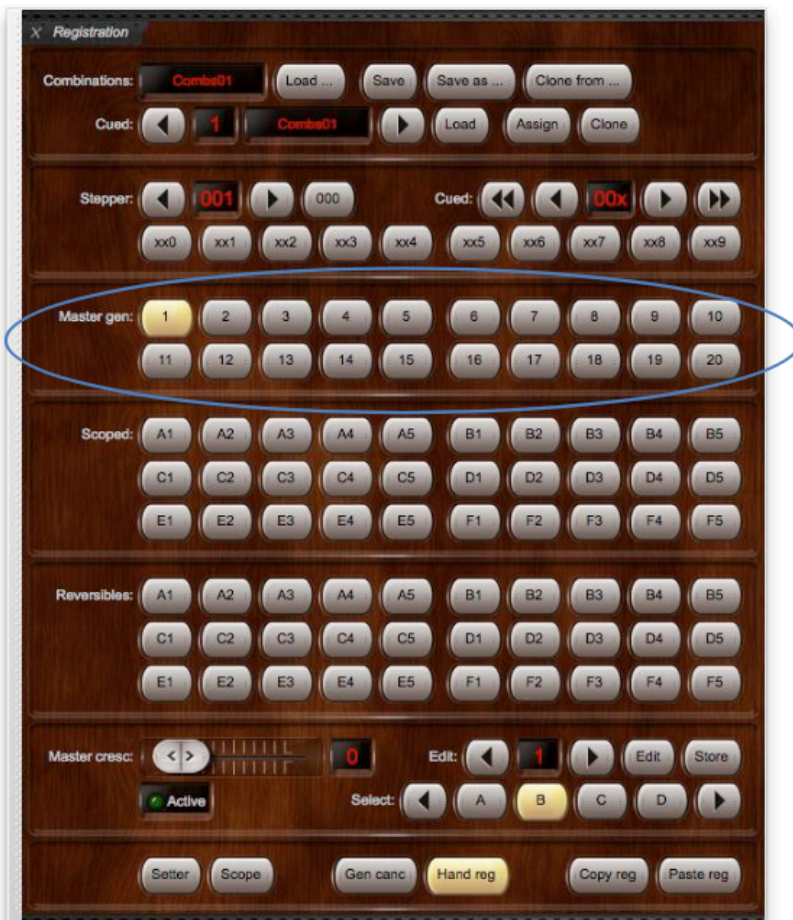 X Registration
Combinations: Combs01 Load ... Save Save as ... Clone from ...
Cued: 1 Combs01 Load Assign Clone
Stepper: 001 000 Cued: 00x
xx0 xx1 xx2 xx3 xx4 xx5 xx6 xx7 xx8 xx9
Master gen: 1 2 3 4 5 6 7 8 9 10
11 12 13 14 15 16 17 18 19 20
Scoped: A1 A2 A3 A4 A5 B1 B2 B3 B4 B5
C1 C2 C3 C4 C5 D1 D2 D3 D4 D5
E1 E2 E3 E4 E5 F1 F2 F3 F4 F5
Reversibles: A1 A2 A3 A4 A5 B1 B2 B3 B4 B5
C1 C2 C3 C4 C5 D1 D2 D3 D4 D5
E1 E2 E3 E4 E5 F1 F2 F3 F4 F5
Master cresc: < > 0 Edit: 1 Edit Store
Active Select: A B C D
Setter Scope Gen canc Hand reg Copy reg Paste reg